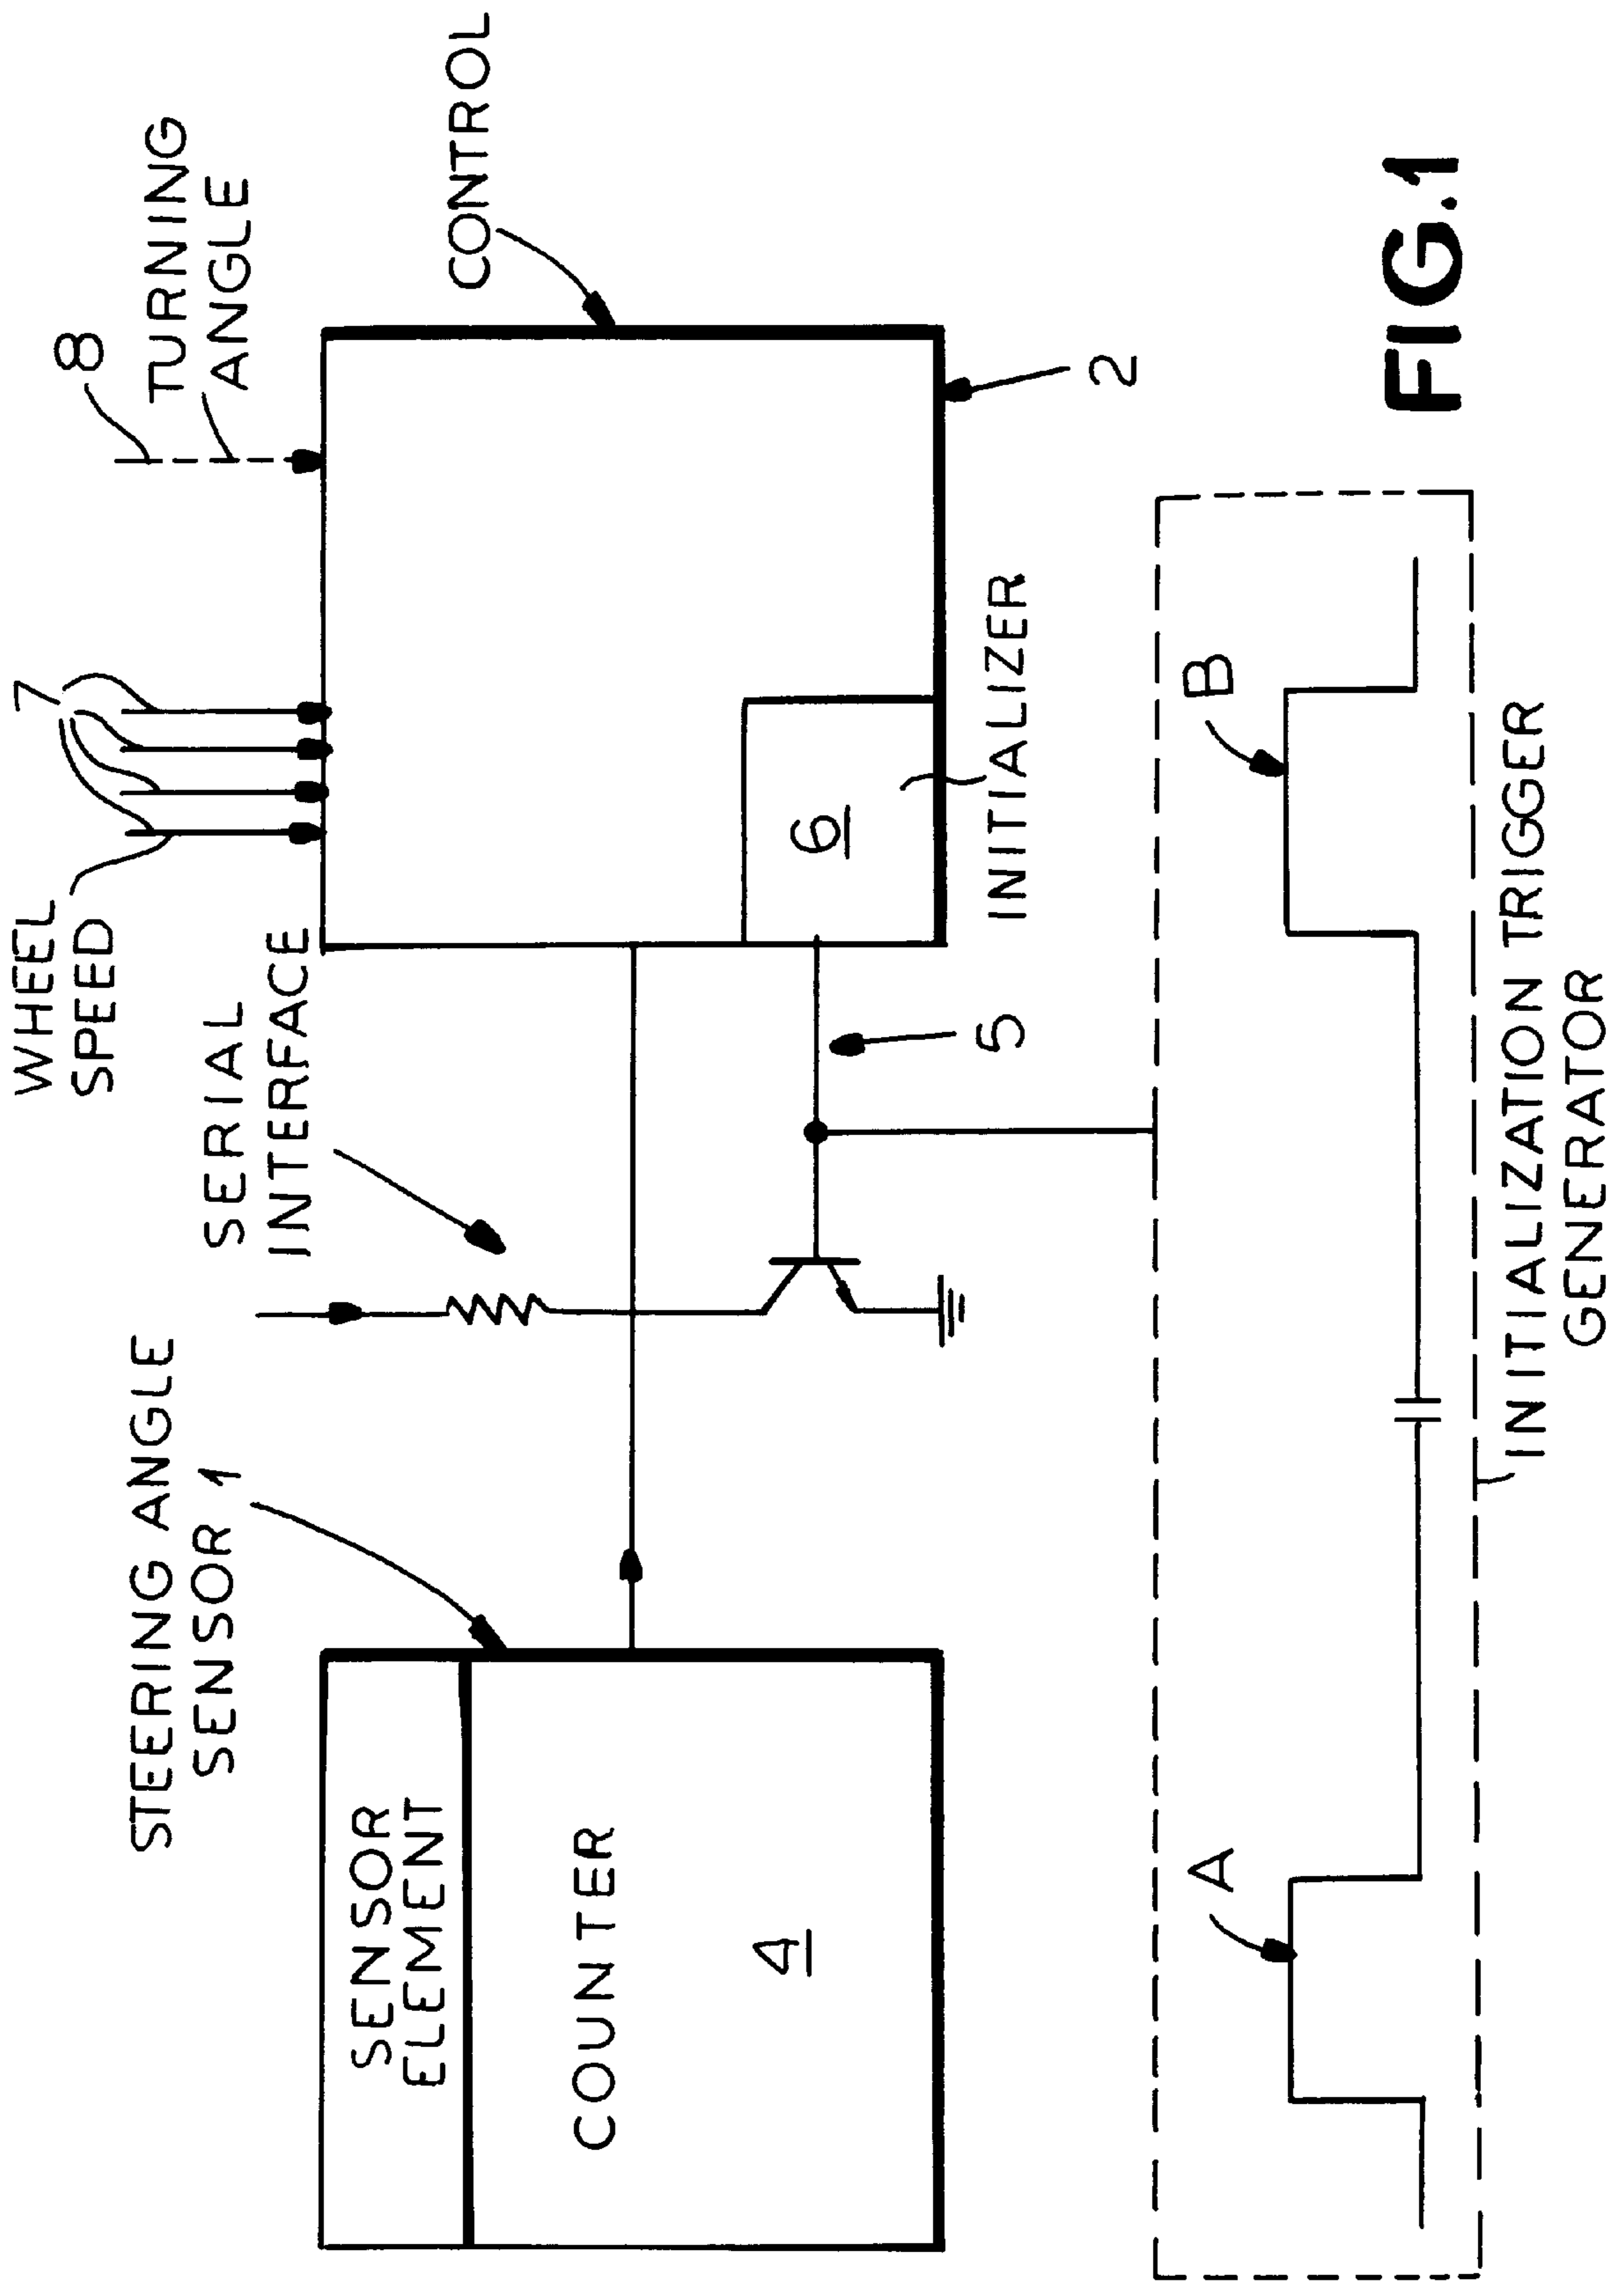 WHEEL
SPEED
7
8
TURNING
ANGLE
STEERING ANGLE
SENSOR 1
SERIAL
INTERFACE
CONTROL
SENSOR
ELEMENT
COUNTER
4
6
INITIALIZER
5
2
A
B
INITIALIZATION TRIGGER
GENERATOR
FIG.1